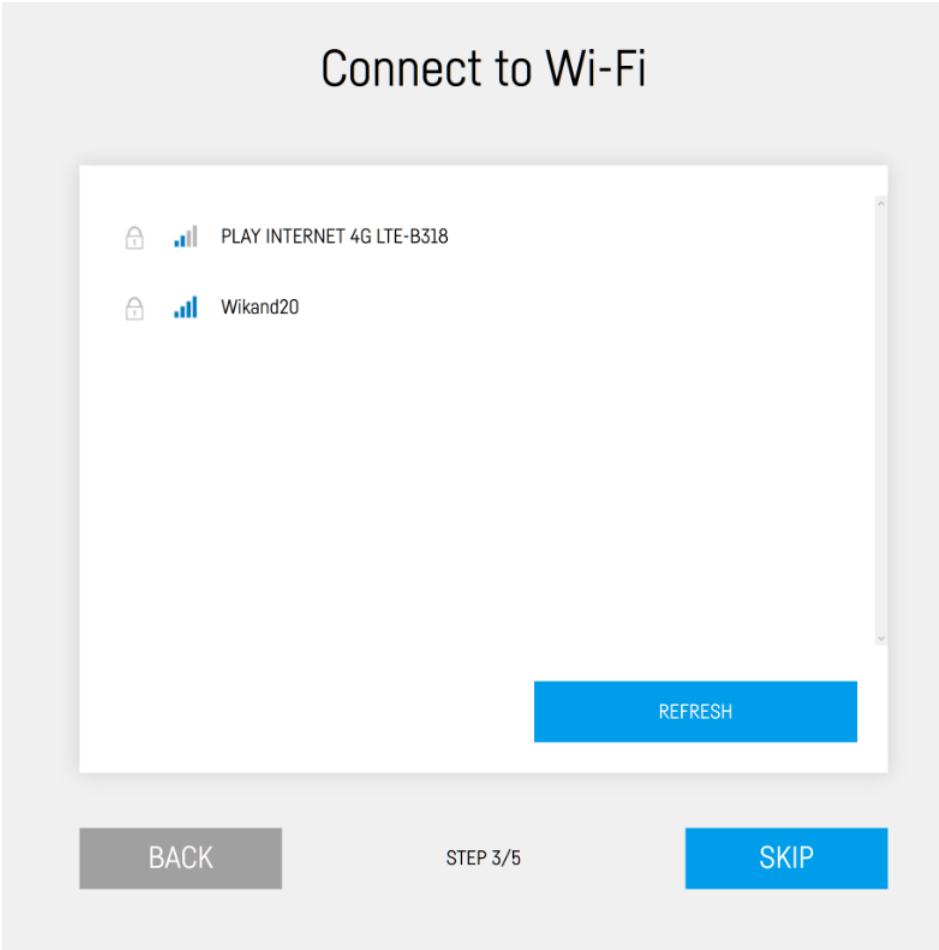 Connect to Wi-Fi
PLAY INTERNET 4G LTE-B318
Wikand20
REFRESH
BACK
STEP 3/5
SKIP